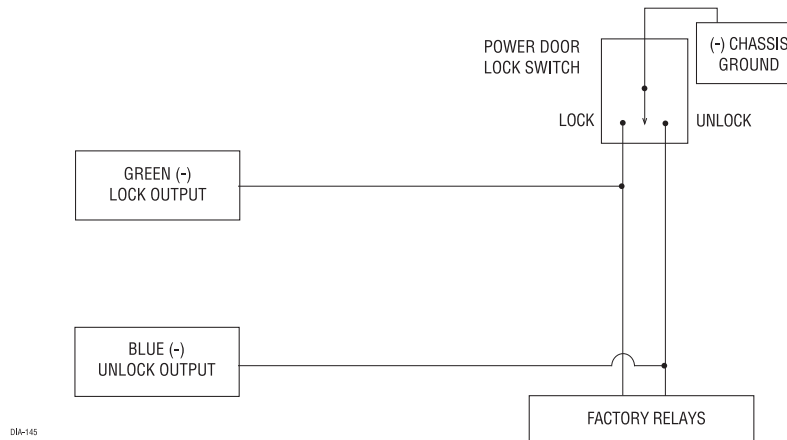 POWER DOOR
LOCK SWITCH
(-) CHASSIS
GROUND
LOCK
UNLOCK
GREEN (-)
LOCK OUTPUT
BLUE (-)
UNLOCK OUTPUT
FACTORY RELAYS
DIA-145